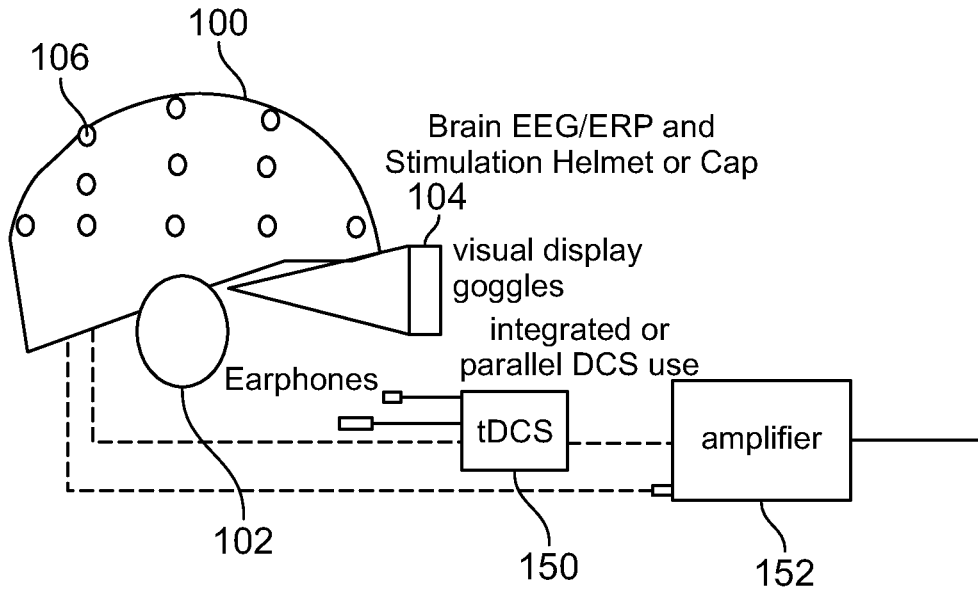 100
106
Brain EEG/ERP and
Stimulation Helmet or Cap
104
visual display
goggles
integrated or
parallel DCS use
Earphones
tDCS
amplifier
102
150
152